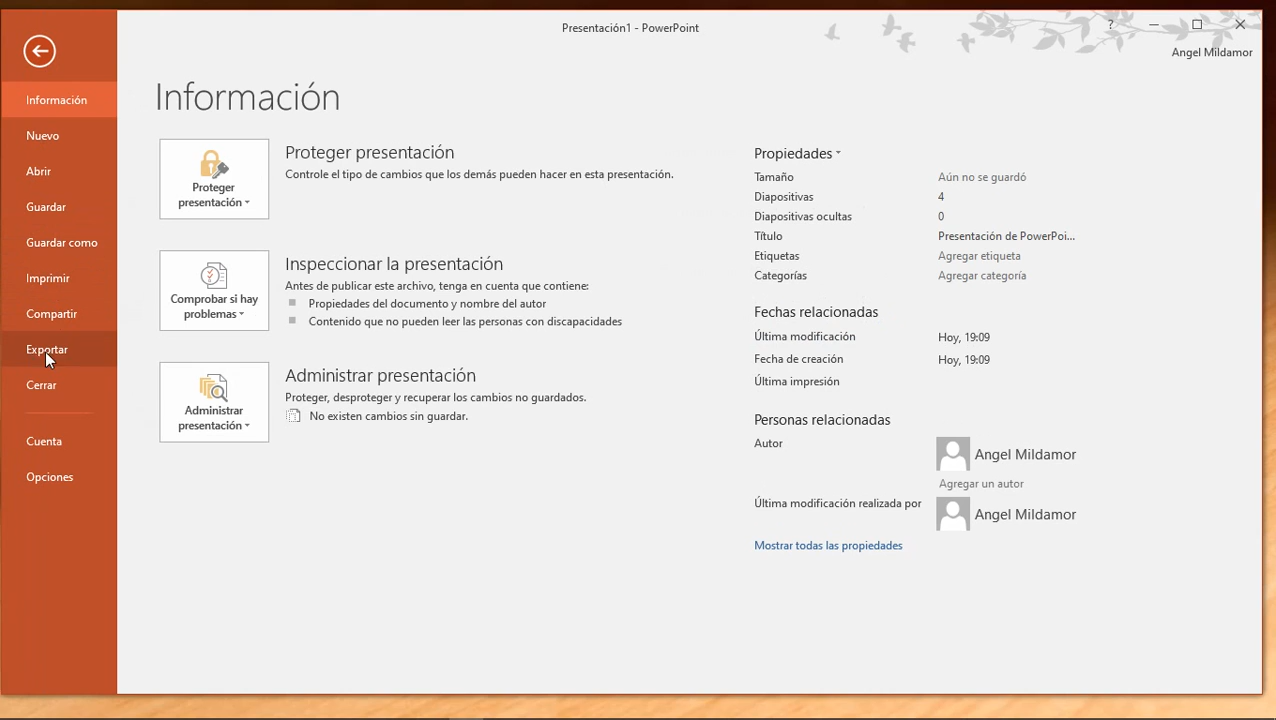 Presentación1 - PowerPoint
?
Angel Mildamor
Información
Nuevo
Abrir
Guardar
Guardar como
Imprimir
Compartir
Exportar
Cerrar
Cuenta
Opciones
Información
Proteger presentación
Proteger presentación
Controle el tipo de cambios que los demás pueden hacer en esta presentación.
Comprobar si hay problemas
Inspeccionar la presentación
Antes de publicar este archivo, tenga en cuenta que contiene:
Propiedades del documento y nombre del autor
Contenido que no pueden leer las personas con discapacidades
Administrar presentación
Administrar presentación
Proteger, desproteger y recuperar los cambios no guardados.
No existen cambios sin guardar.
Propiedades
Tamaño Aún no se guardó
Diapositivas 4
Diapositivas ocultas 0
Título Presentación de PowerPoi...
Etiquetas Agregar etiqueta
Categorías Agregar categoría
Fechas relacionadas
Última modificación Hoy, 19:09
Fecha de creación Hoy, 19:09
Última impresión
Personas relacionadas
Autor Angel Mildamor
Agregar un autor
Última modificación realizada por Angel Mildamor
Mostrar todas las propiedades